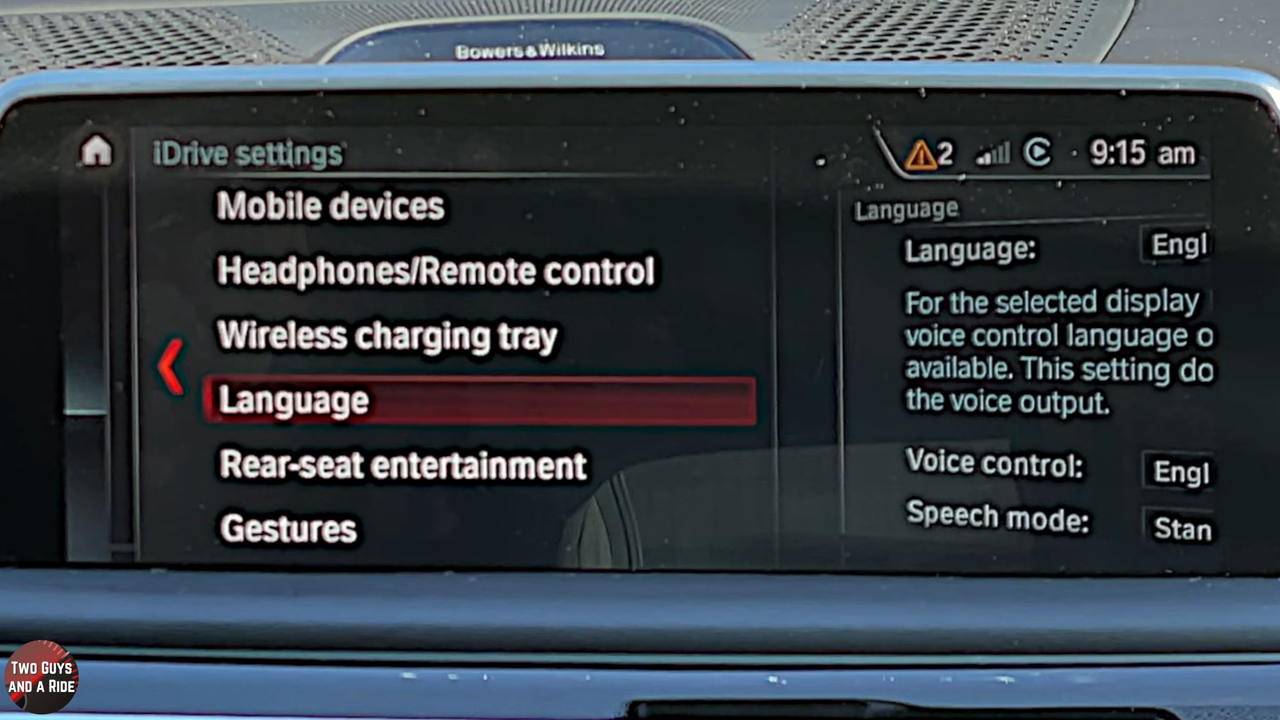 Bowers & Wilkins
iDrive settings
2
9:15 am
Mobile devices
Headphones/Remote control
Wireless charging tray
Language
Rear-seat entertainment
Gestures
Language
Language: Engl
For the selected display
voice control language o
available. This setting do
the voice output.
Voice control: Engl
Speech mode: Stan
TWO GUYS
AND A RIDE